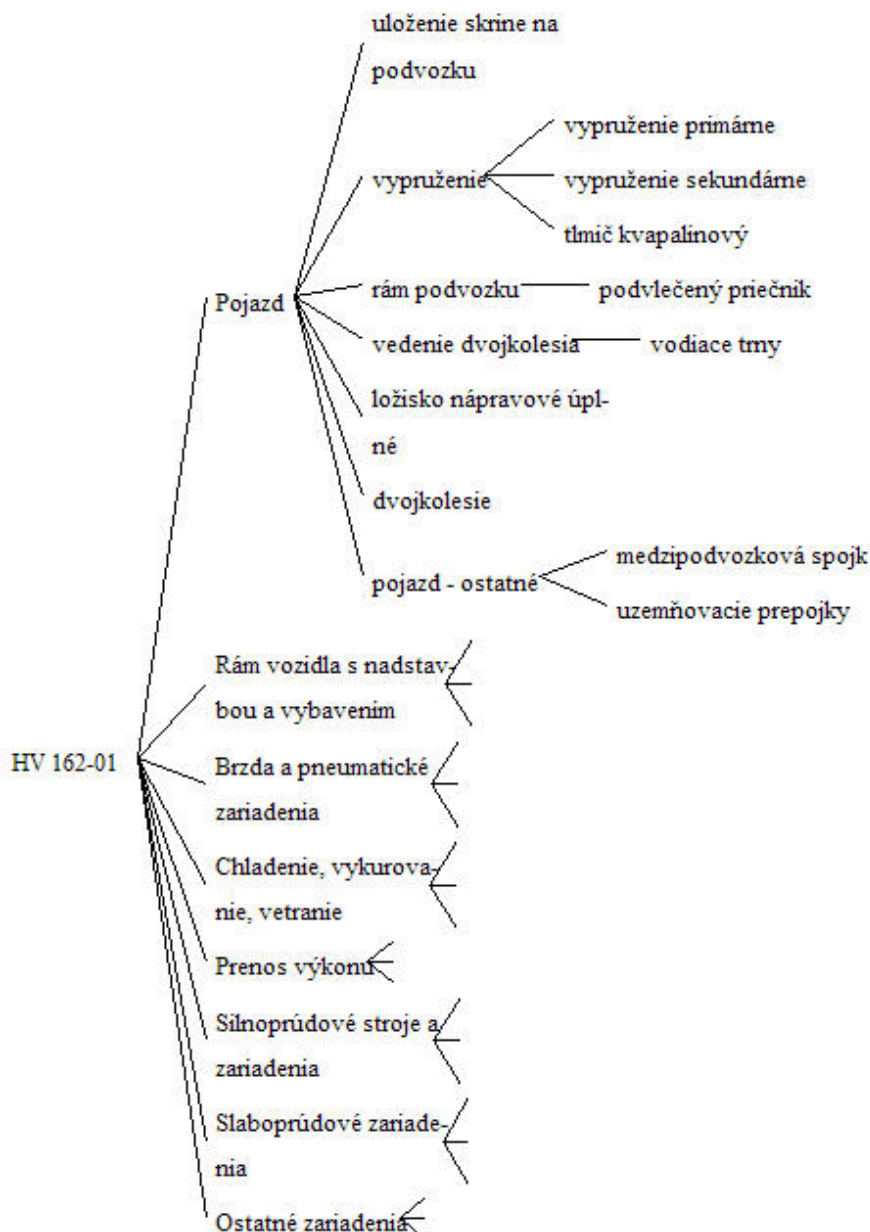 uloženie skrine na
podvozku
vypruženie primárne
vypruženie
vypruženie sekundárne
tlmič kvapalinový
Pojazd
rám podvozku
podvlečený priečnik
vedenie dvojkolesia
vodiace trny
ložisko nápravové úpl-
né
dvojkolesie
pojazd - ostatné
medzipodvozková spojk
uzemňovacie prepojky
Rám vozidla s nadstav-
bou a vybavením
HV 162-01
Brzda a pneumatické
zariadenia
Chladenie, vykurova-
nie, vetranie
Prenos výkonu
Silnoprúdové stroje a
zariadenia
Slaboprúdové zariade-
nia
Ostatné zariadenia